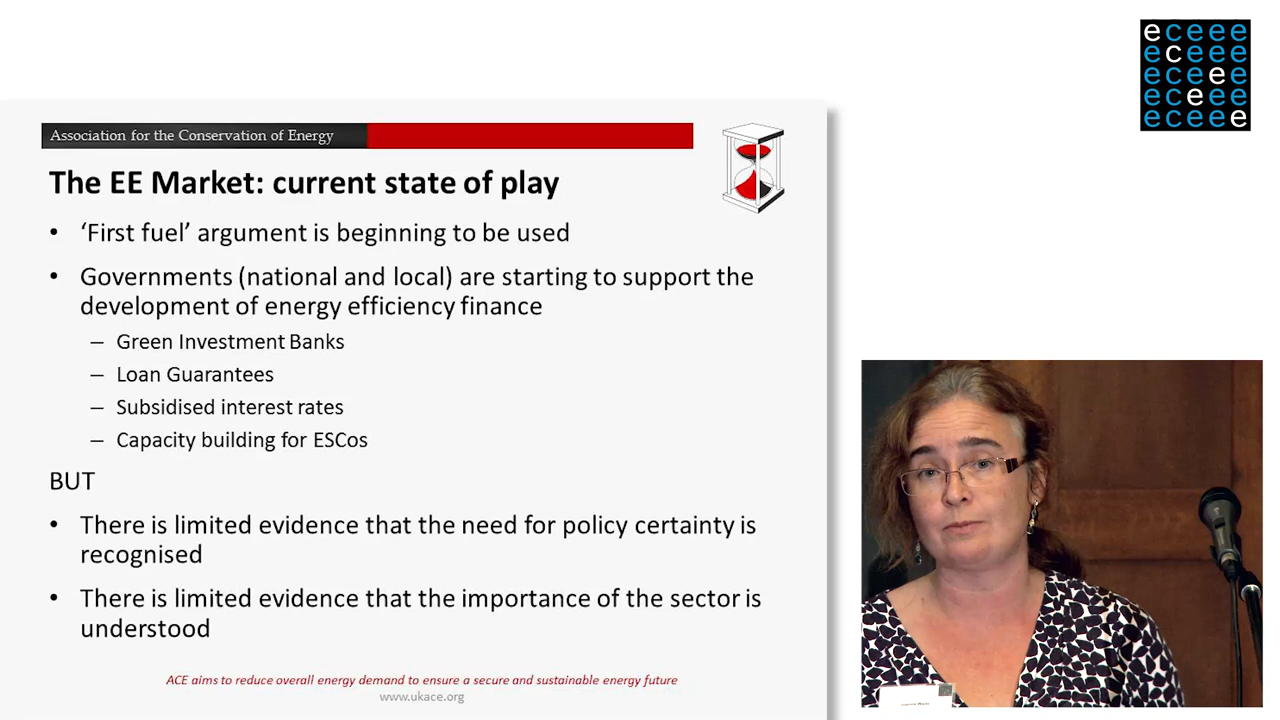 eceee
eceee
eceee
eceee
eceee
Association for the Conservation of Energy
The EE Market: current state of play
• ‘First fuel’ argument is beginning to be used
• Governments (national and local) are starting to support the
development of energy efficiency finance
– Green Investment Banks
– Loan Guarantees
– Subsidised interest rates
– Capacity building for ESCos
BUT
• There is limited evidence that the need for policy certainty is
recognised
• There is limited evidence that the importance of the sector is
understood
ACE aims to reduce overall energy demand to ensure a secure and sustainable energy future
www.ukace.org